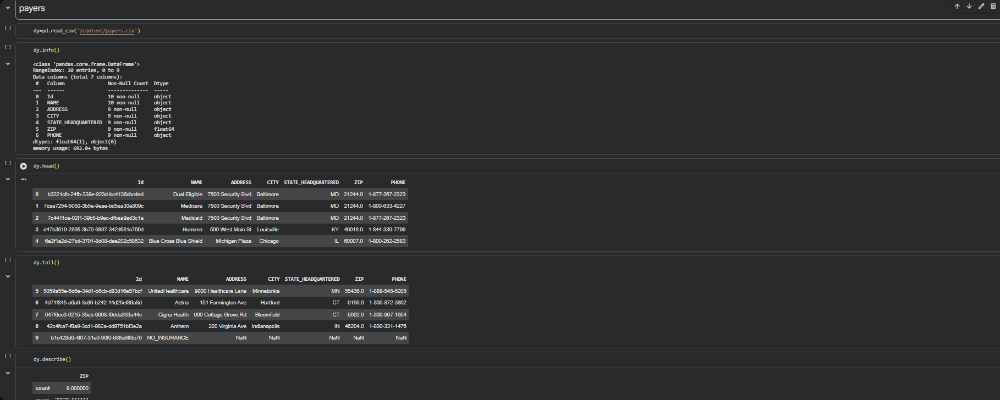 payers
[ ]
dy=pd.read_csv('/content/payers.csv')
[ ]
dy.info()
<class 'pandas.core.frame.DataFrame'>
RangeIndex: 10 entries, 0 to 9
Data columns (total 7 columns):
#   Column              Non-Null Count  Dtype
---  ------              --------------  -----
0   Id                  10 non-null     object
1   NAME                10 non-null     object
2   ADDRESS             9 non-null      object
3   CITY                9 non-null      object
4   STATE_HEADQUARTERED  9 non-null      object
5   ZIP                 9 non-null      float64
6   PHONE               9 non-null      object
dtypes: float64(1), object(6)
memory usage: 692.0+ bytes
[ ]
dy.head()
Id NAME ADDRESS CITY STATE_HEADQUARTERED ZIP PHONE
0 b3221cfc-24fb-339e-823d-bc4136cbc4ed Dual Eligible 7500 Security Blvd Baltimore MD 21244.0 1-877-267-2323
1 7caa7254-5050-3b5e-9eae-bd5ea30e809c Medicare 7500 Security Blvd Baltimore MD 21244.0 1-800-633-4227
2 7c4411ce-02f1-39b5-b9ec-dfbea9ad3c1a Medicaid 7500 Security Blvd Baltimore MD 21244.0 1-877-267-2323
3 d47b3510-2895-3b70-9897-342d681c769d Humana 500 West Main St Louisville KY 40018.0 1-844-330-7799
4 6e2f1a2d-27bd-3701-8d08-dae202c58632 Blue Cross Blue Shield Michigan Plaza Chicago IL 60007.0 1-800-262-2583
[ ]
dy.tail()
Id NAME ADDRESS CITY STATE_HEADQUARTERED ZIP PHONE
5 5059a55e-5d6e-34d1-b6cb-d83d16e57bcf UnitedHealthcare 9800 Healthcare Lane Minnetonka MN 55436.0 1-888-545-5205
6 4d71f845-a6a9-3c39-b242-14d25ef86a8d Aetna 151 Farmington Ave Hartford CT 6156.0 1-800-872-3862
7 047f6ec3-6215-35eb-9608-f9dda363a44c Cigna Health 900 Cottage Grove Rd Bloomfield CT 6002.0 1-800-997-1654
8 42c4fca7-f8a9-3cd1-982a-dd9751bf3e2a Anthem 220 Virginia Ave Indianapolis IN 46204.0 1-800-331-1476
9 b1c428d6-4f07-31e0-90f0-68ffa6ff8c76 NO_INSURANCE NaN NaN NaN NaN NaN
[ ]
dy.describe()
ZIP
count 9.000000